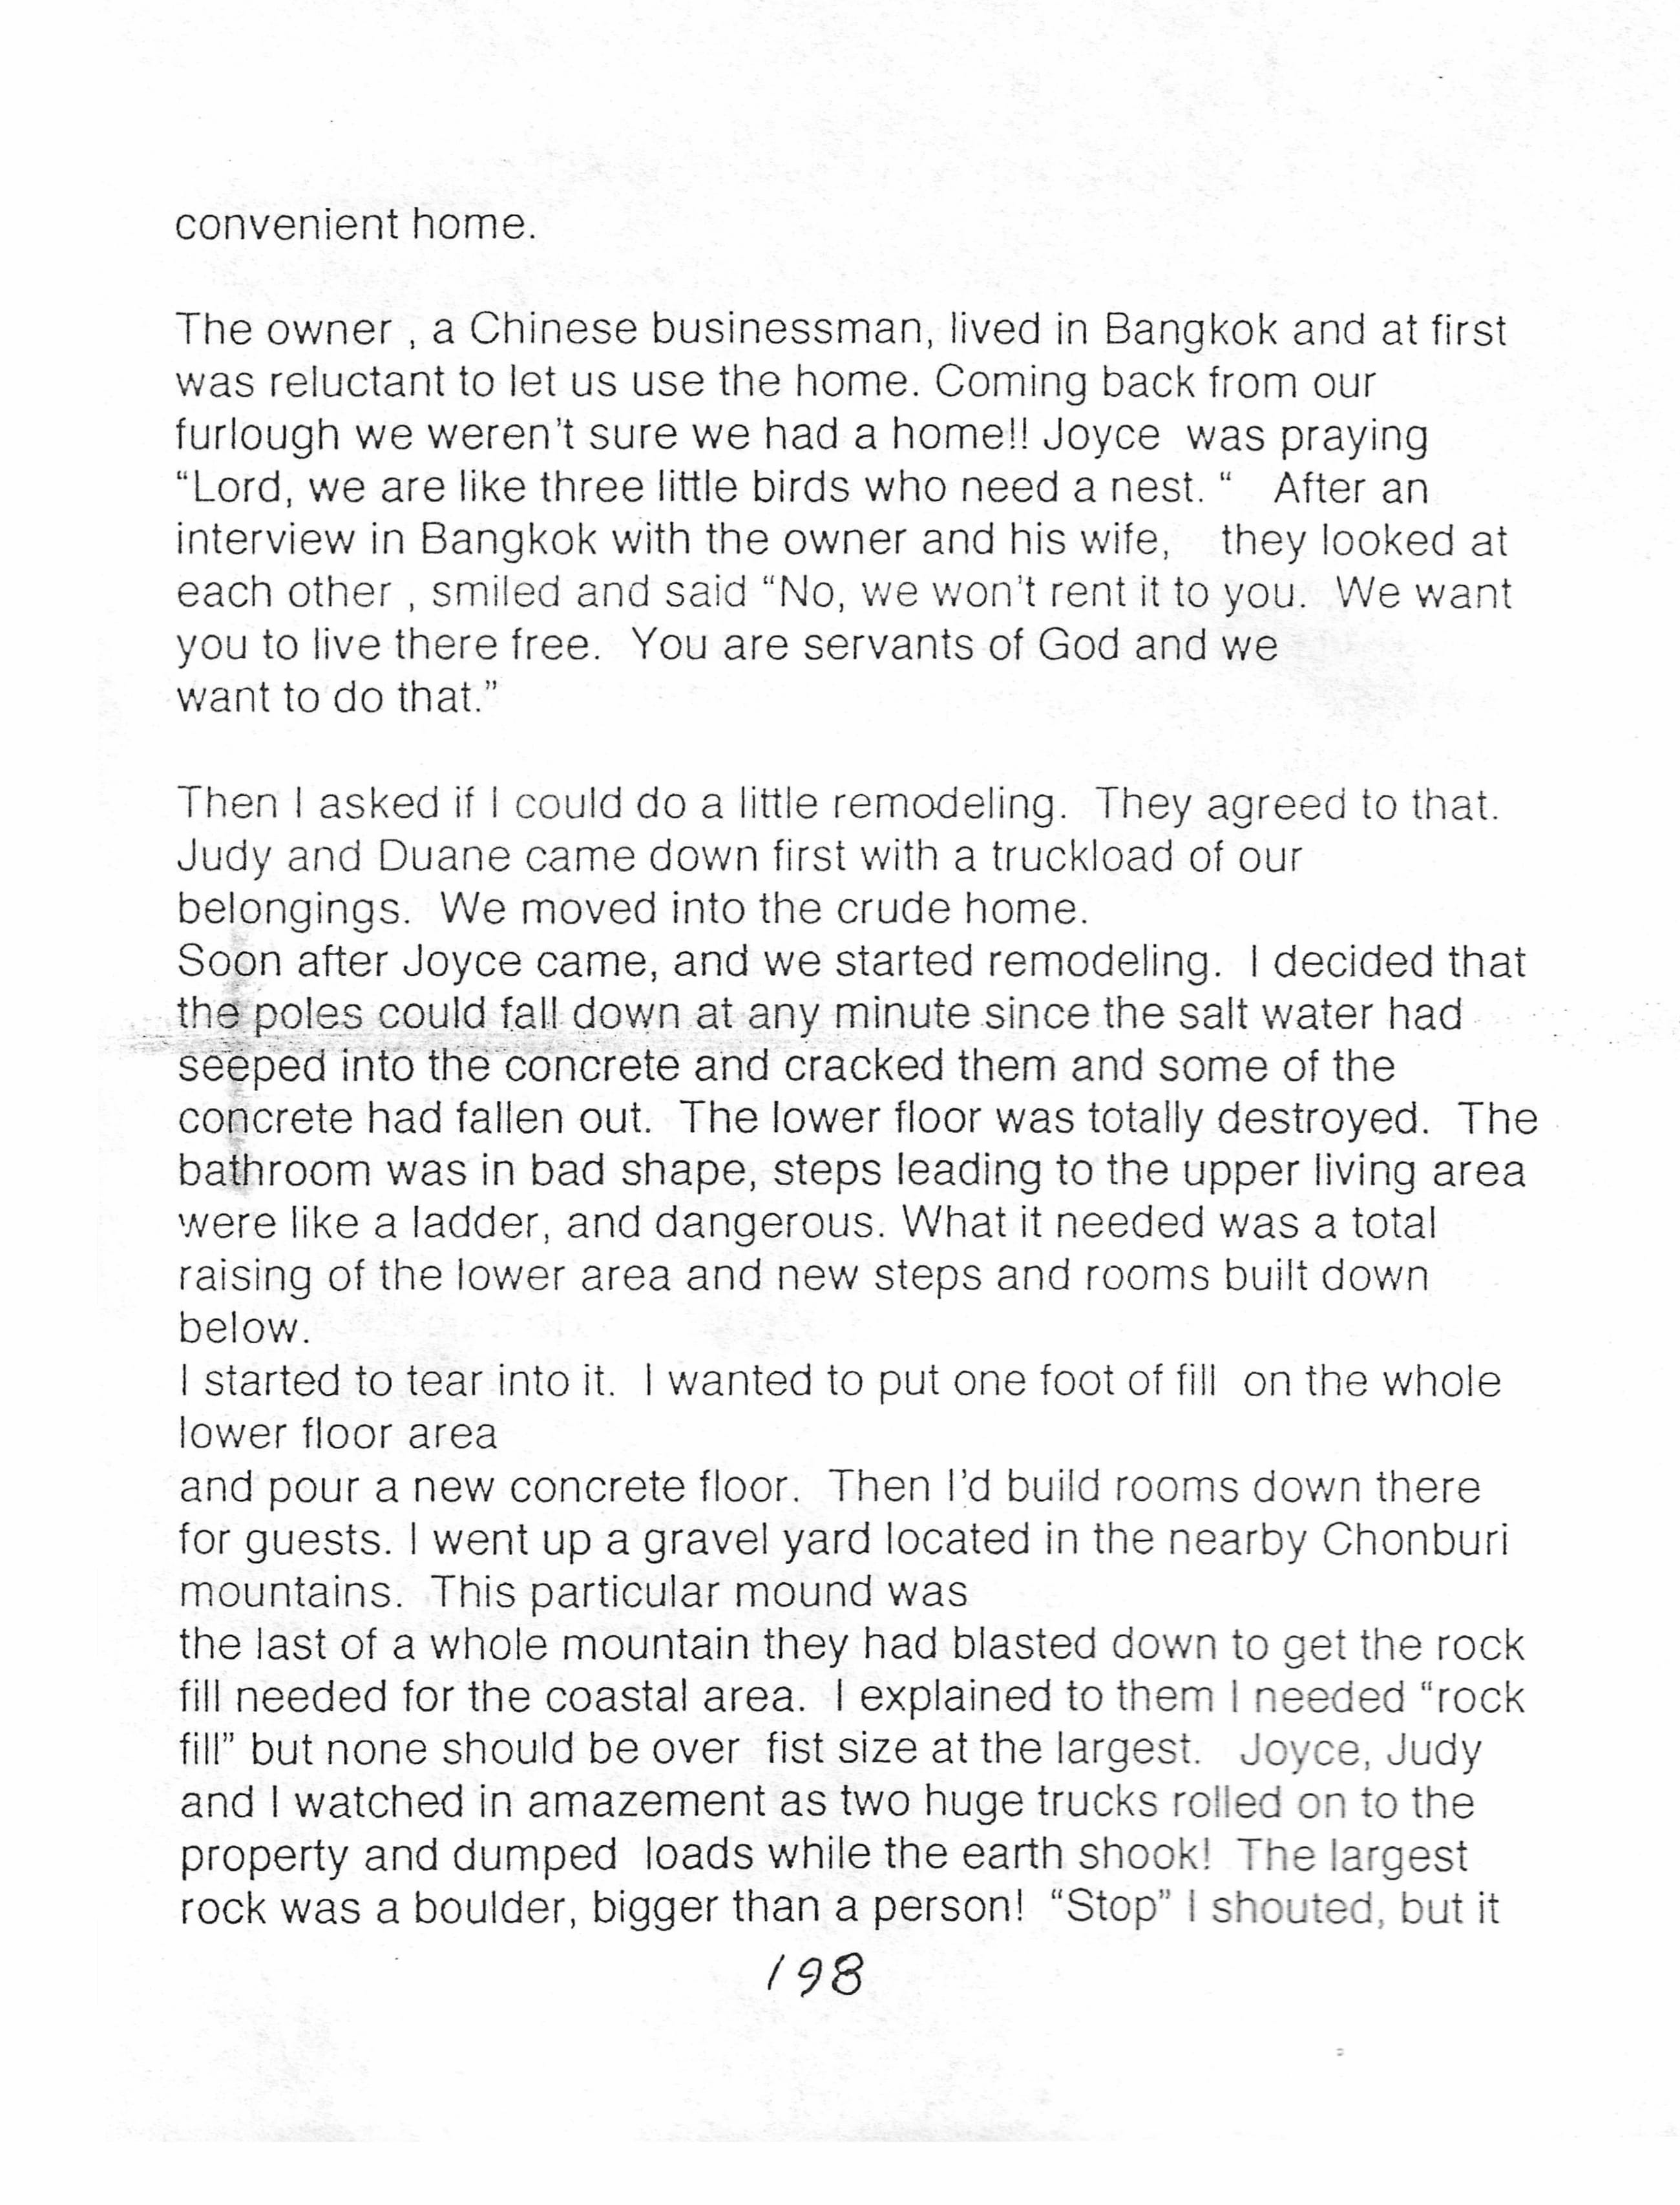 convenient home.
The owner , a Chinese businessman, lived in Bangkok and at first
was reluctant to let us use the home. Coming back from our
furlough we weren't sure we had a home!! Joyce  was praying
“Lord, we are like three little birds who need a nest. “   After an
interview in Bangkok with the owner and his wife,   they looked at
each other , smiled and said “No, we won't rent it to you.  We want
you to live there free.  You are servants of God and we
want to do that.”
Then I asked if I could do a little remodeling.  They agreed to that.
Judy and Duane came down first with a truckload of our
belongings.  We moved into the crude home.
Soon after Joyce came, and we started remodeling.  I decided that
the poles could fall down at any minute since the salt water had
seeped into the concrete and cracked them and some of the
concrete had fallen out.  The lower floor was totally destroyed.  The
bathroom was in bad shape, steps leading to the upper living area
were like a ladder, and dangerous. What it needed was a total
raising of the lower area and new steps and rooms built down
below.
I started to tear into it.  I wanted to put one foot of fill  on the whole
lower floor area
and pour a new concrete floor.  Then I'd build rooms down there
for guests. I went up a gravel yard located in the nearby Chonburi
mountains.  This particular mound was
the last of a whole mountain they had blasted down to get the rock
fill needed for the coastal area.  I explained to them I needed “rock
fill” but none should be over  fist size at the largest.   Joyce, Judy
and I watched in amazement as two huge trucks rolled on to the
property and dumped  loads while the earth shook!  The largest
rock was a boulder, bigger than a person!  “Stop” I shouted, but it
198